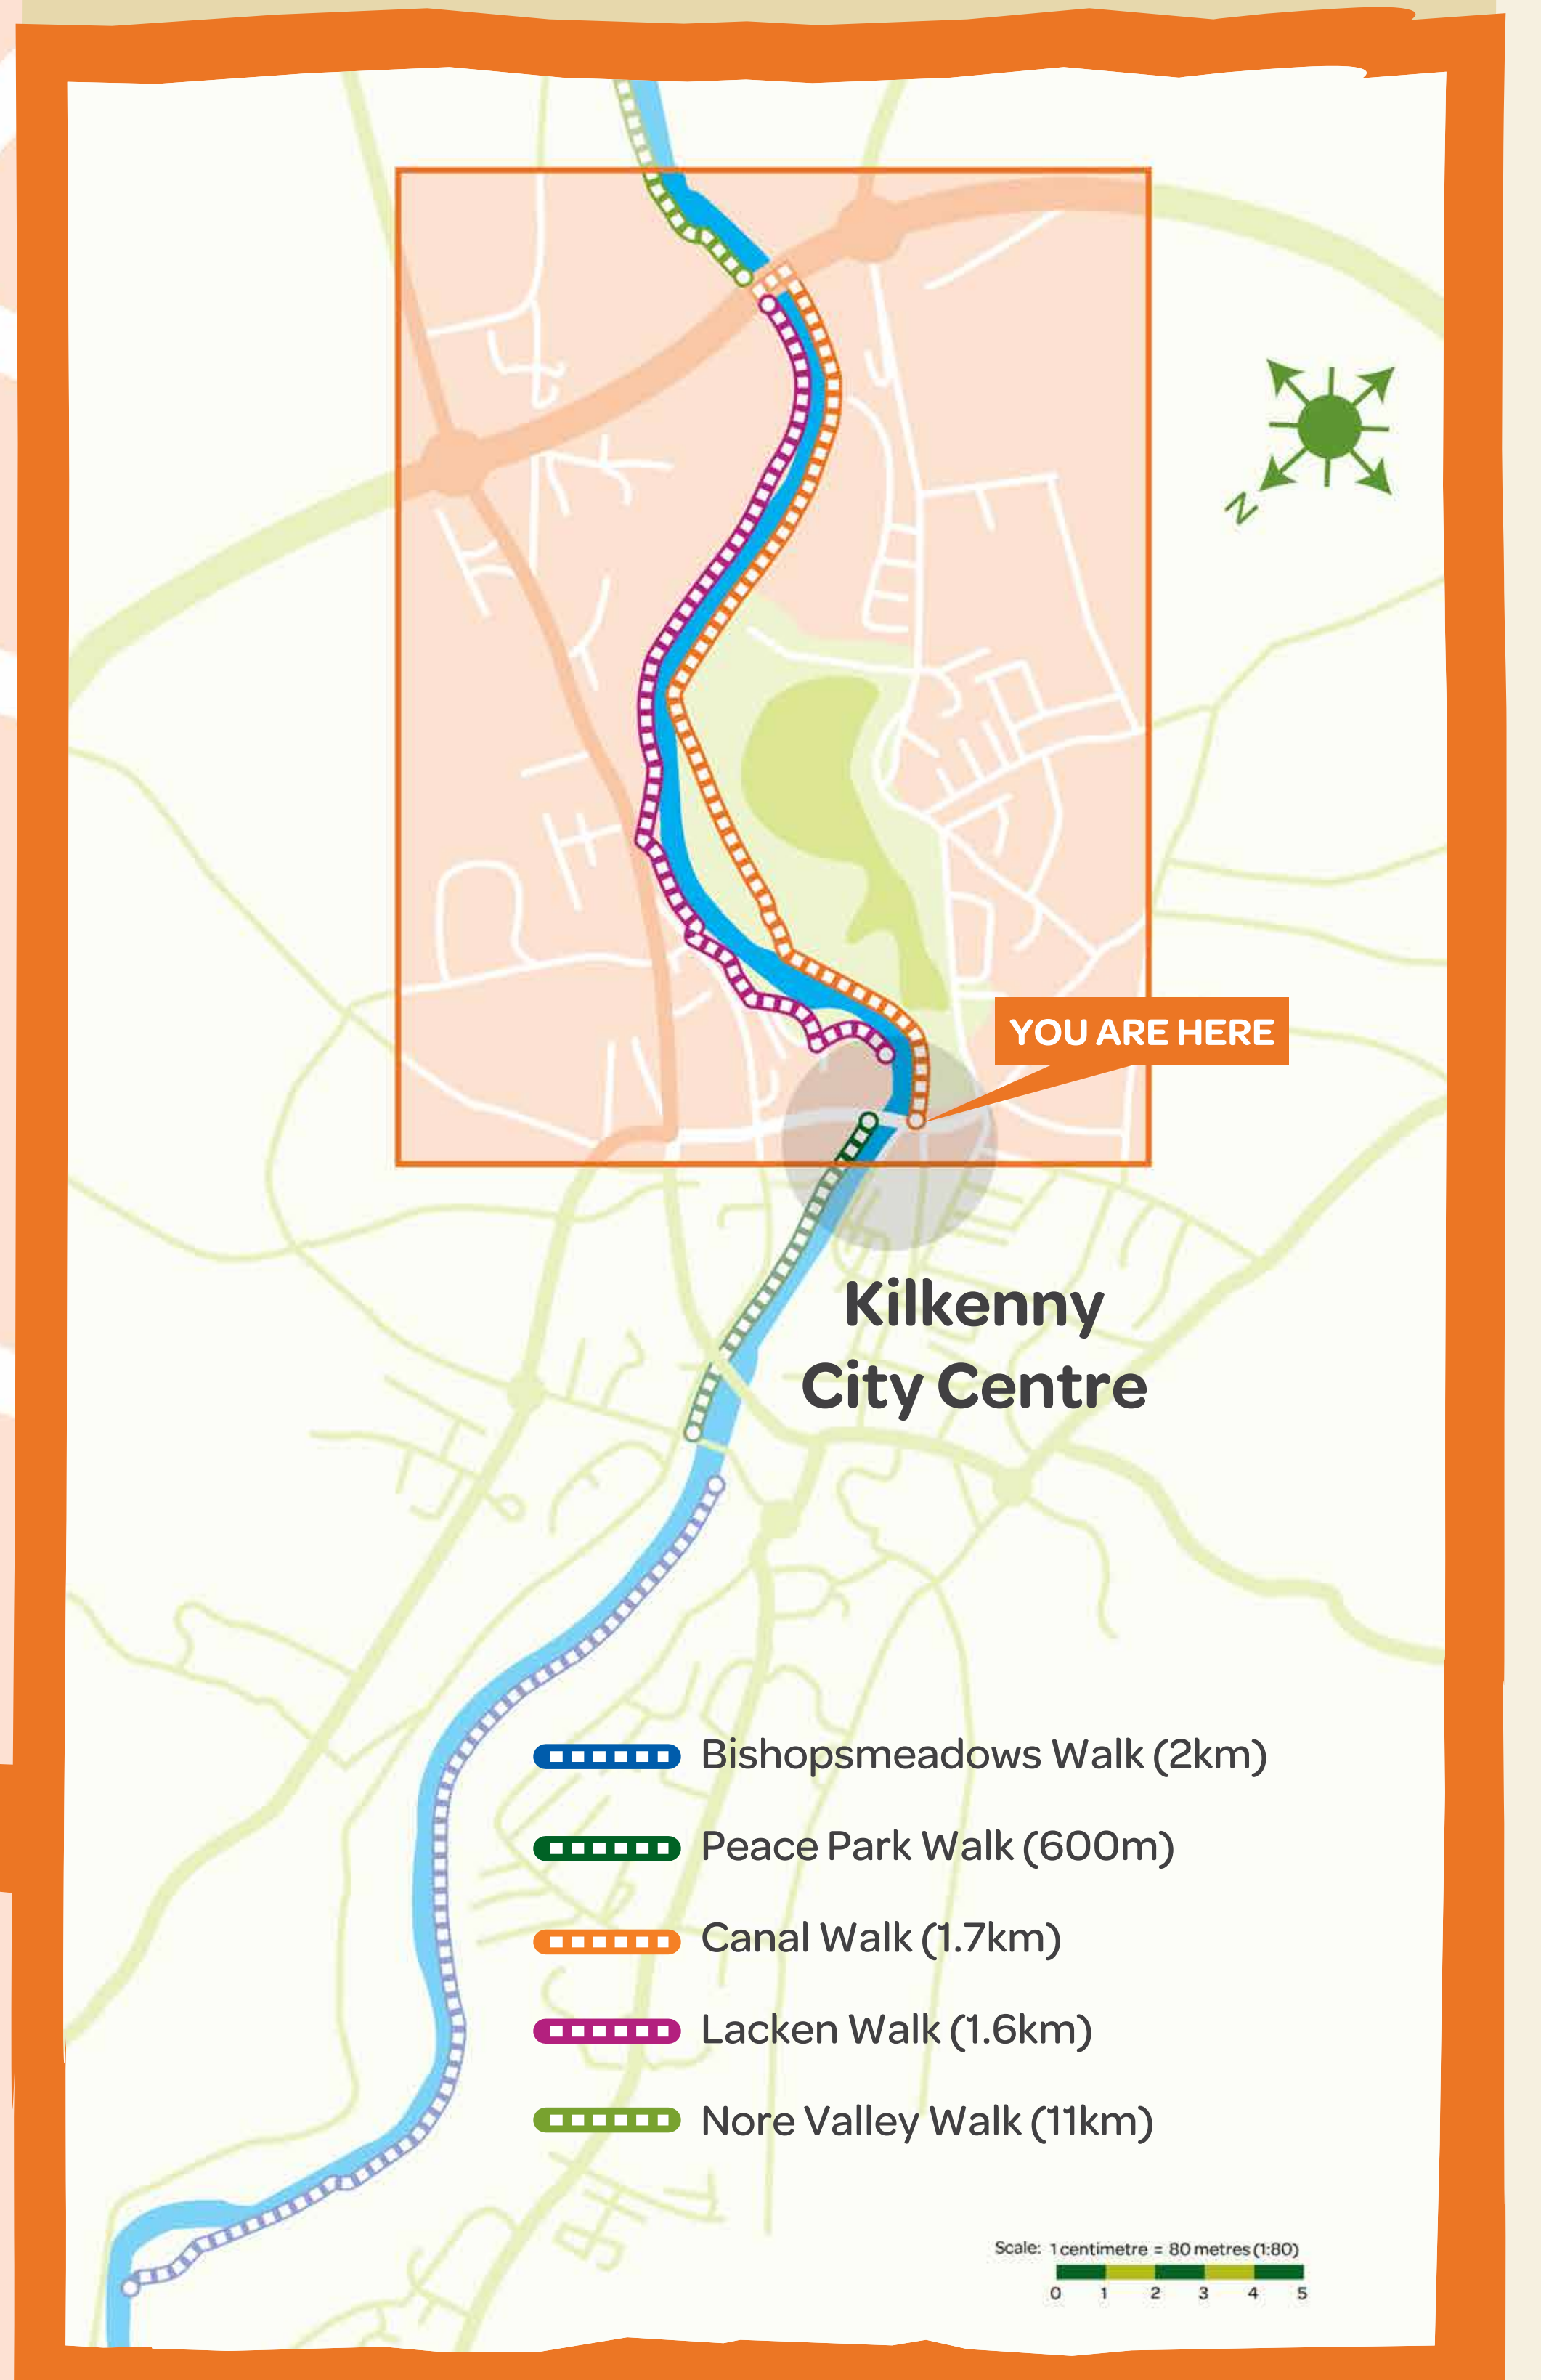 N
YOU ARE HERE
Kilkenny
City Centre
Bishopsmeadows Walk (2km)
Peace Park Walk (600m)
Canal Walk (1.7km)
Lacken Walk (1.6km)
Nore Valley Walk (11km)
Scale: 1 centimetre = 80 metres (1:80)
0 1 2 3 4 5